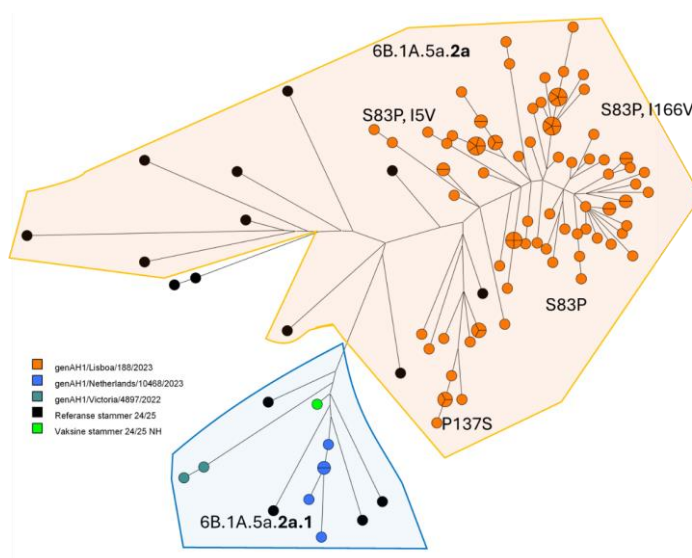 6B.1A.5a.2a
S83P, I5V
S83P, I166V
S83P
P137S
genAH1/Lisboa/188/2023
genAH1/Netherlands/10468/2023
genAH1/Victoria/4897/2022
Referanse stammer 24/25
Vaksine stammer 24/25 NH
6B.1A.5a.2a.1